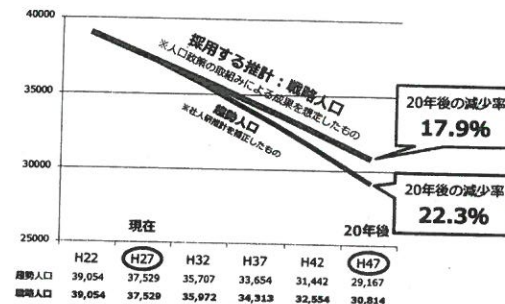 40000
35000
30000
25000
採用する推計：戦略人口
※人口政策の取組みによる成果を想定したもの
趨勢人口
※社人研推計を補正したもの
20年後の減少率
17.9%
20年後の減少率
22.3%
現在
20年後
H22 H27 H32 H37 H42 H47
趨勢人口 39,054 37,529 35,707 33,654 31,442 29,167
戦略人口 39,054 37,529 35,972 34,313 32,554 30,814